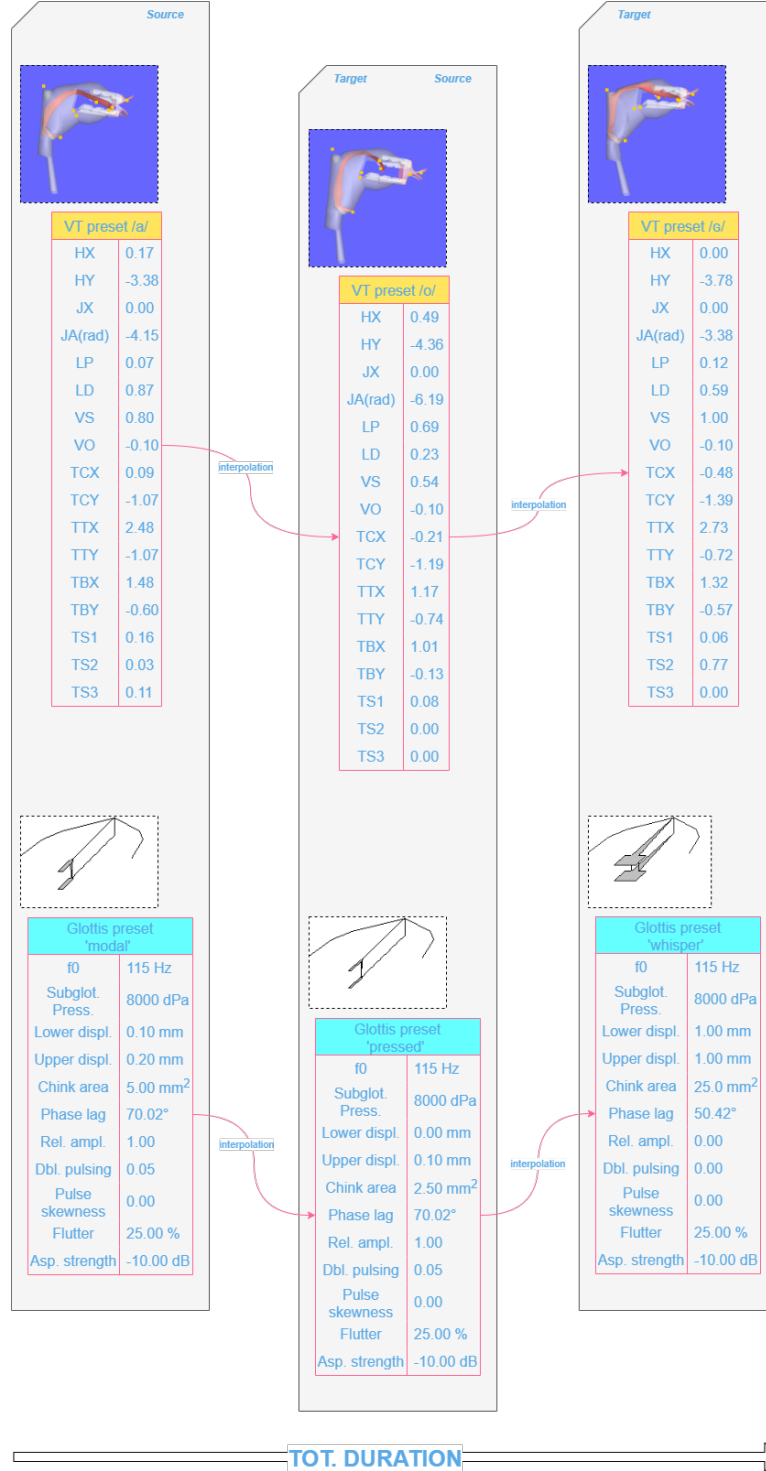 Source
VT preset /a/
HX 0.17
HY -3.38
JX 0.00
JA(rad) -4.15
LP 0.07
LD 0.87
VS 0.80
VO -0.10
TCX 0.09
TCY -1.07
TTX 2.48
TTY -1.07
TBX 1.48
TBY -0.60
TS1 0.16
TS2 0.03
TS3 0.11
Glottis preset
'modal'
f0 115 Hz
Subglot.
Press. 8000 dPa
Lower displ. 0.10 mm
Upper displ. 0.20 mm
Chink area 5.00 mm2
Phase lag 70.02°
Rel. ampl. 1.00
Dbl. pulsing 0.05
Pulse
skewness 0.00
Flutter 25.00 %
Asp. strength -10.00 dB
interpolation
interpolation
Target Source
VT preset /o/
HX 0.49
HY -4.36
JX 0.00
JA(rad) -6.19
LP 0.69
LD 0.23
VS 0.54
VO -0.10
TCX -0.21
TCY -1.19
TTX 1.17
TTY -0.74
TBX 1.01
TBY -0.13
TS1 0.08
TS2 0.00
TS3 0.00
Glottis preset
'pressed'
f0 115 Hz
Subglot.
Press. 8000 dPa
Lower displ. 0.00 mm
Upper displ. 0.10 mm
Chink area 2.50 mm2
Phase lag 70.02°
Rel. ampl. 1.00
Dbl. pulsing 0.05
Pulse
skewness 0.00
Flutter 25.00 %
Asp. strength -10.00 dB
interpolation
interpolation
Target
VT preset /ɞ/
HX 0.00
HY -3.78
JX 0.00
JA(rad) -3.38
LP 0.12
LD 0.59
VS 1.00
VO -0.10
TCX -0.48
TCY -1.39
TTX 2.73
TTY -0.72
TBX 1.32
TBY -0.57
TS1 0.06
TS2 0.77
TS3 0.00
Glottis preset
'whisper'
f0 115 Hz
Subglot.
Press. 8000 dPa
Lower displ. 1.00 mm
Upper displ. 1.00 mm
Chink area 25.0 mm2
Phase lag 50.42°
Rel. ampl. 0.00
Dbl. pulsing 0.00
Pulse
skewness 0.00
Flutter 25.00 %
Asp. strength -10.00 dB
TOT. DURATION